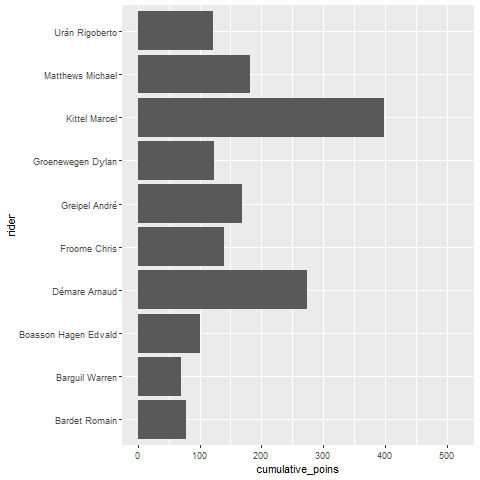 Urán Rigoberto
Matthews Michael
Kittel Marcel
Groenewegen Dylan
Greipel André
Froome Chris
Démare Arnaud
Boasson Hagen Edvald
Barguil Warren
Bardet Romain
rider
0 100 200 300 400 500
cumulative_poins